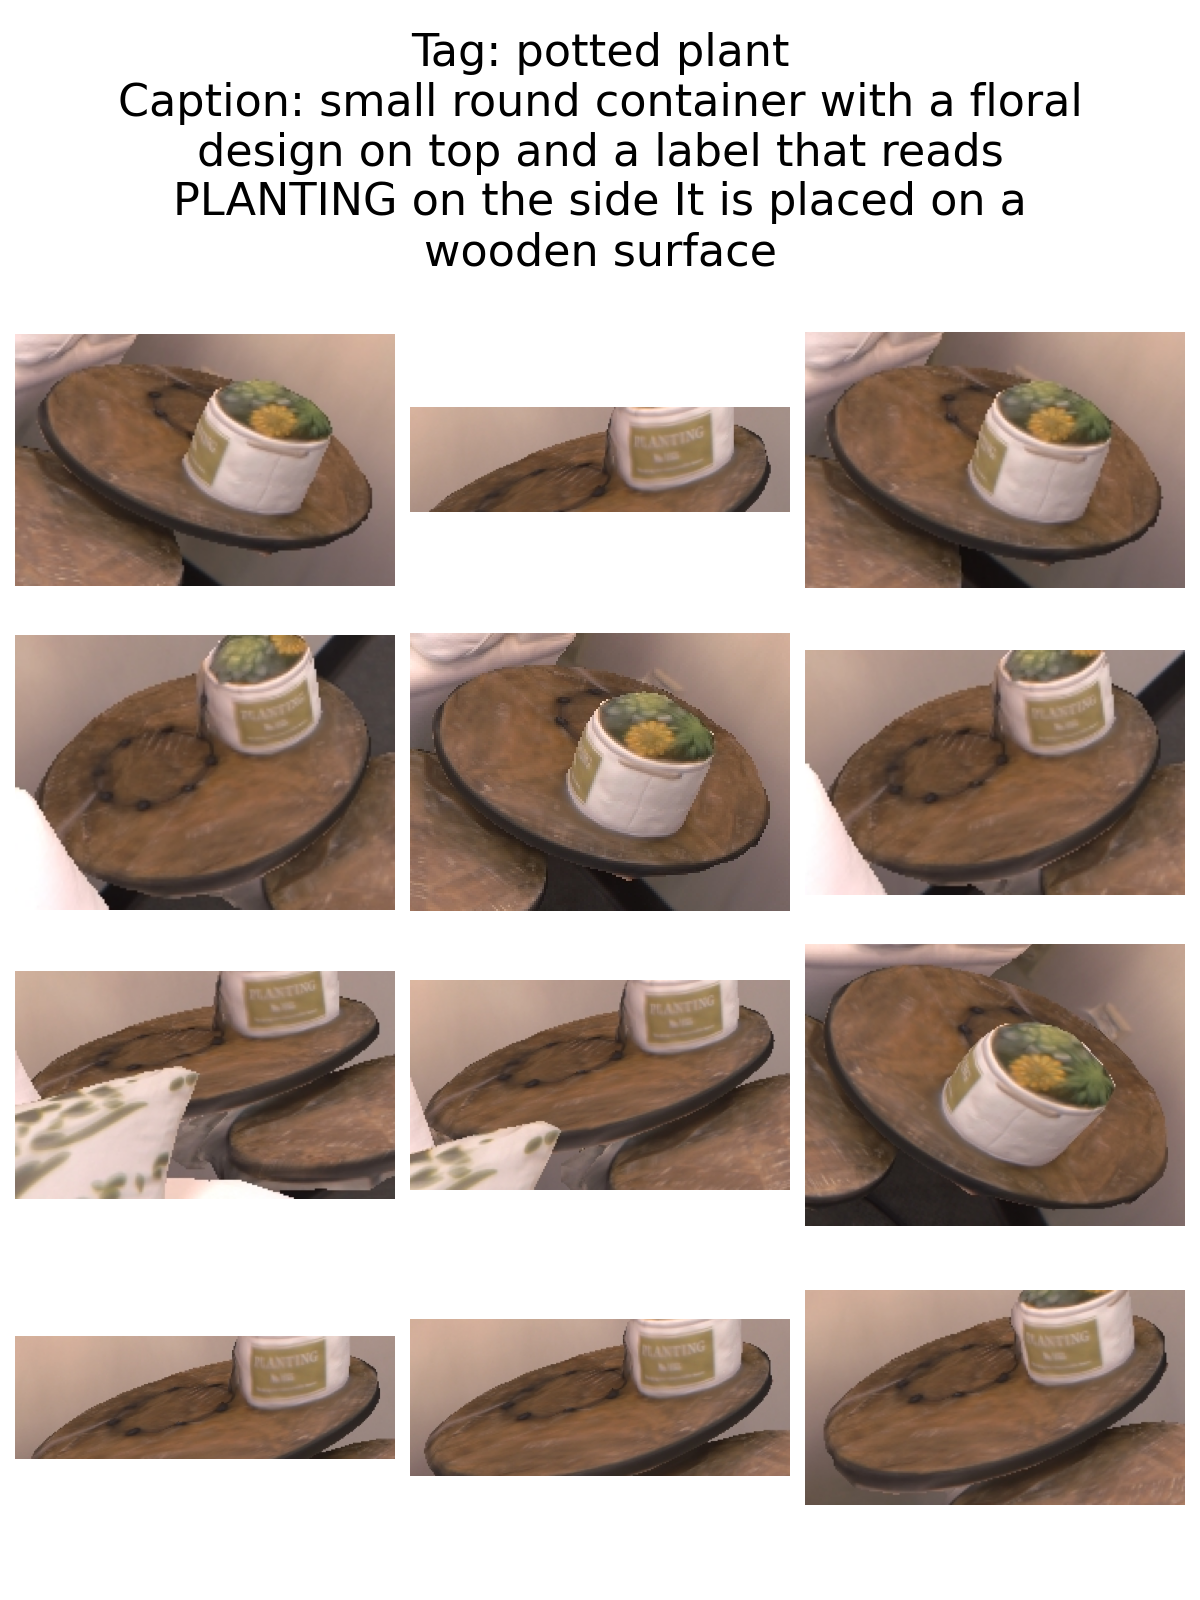 Tag: potted plant
Caption: small round container with a floral
design on top and a label that reads
PLANTING on the side It is placed on a
wooden surface
PLANTING
PLANTING
PLANTING
PLANTING
PLANTING
PLANTING
PLANTING
PLANTING